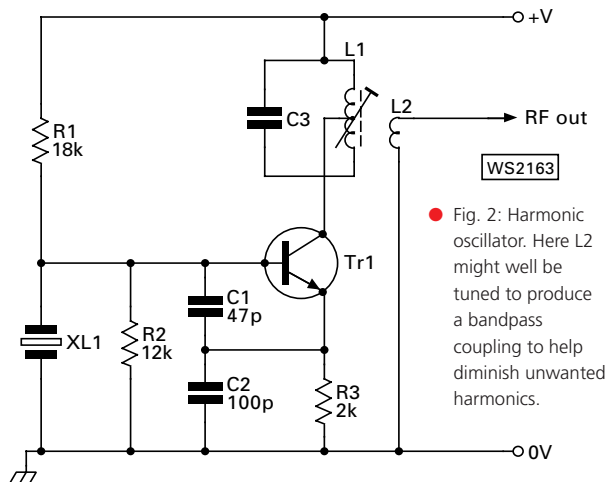 +V
L1
L2
R1
18k
C3
RF out
WS2163
Tr1
C1
47p
XL1
R2
12k
C2
100p
R3
2k
0V
Fig. 2: Harmonic
oscillator. Here L2
might well be
tuned to produce
a bandpass
coupling to help
diminish unwanted
harmonics.